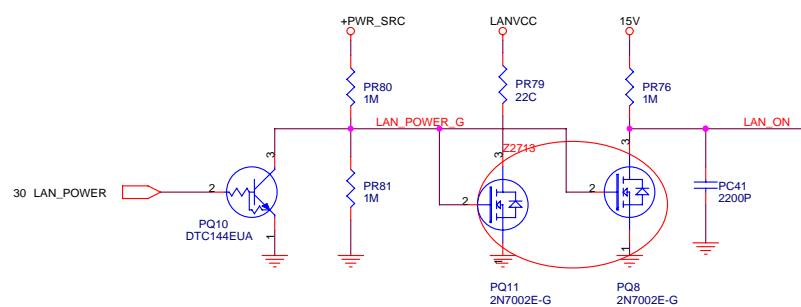 +PWR_SRC
LANVCC
15V
PR80
1M
PR79
22C
PR76
1M
LAN_POWER_G
LAN_ON
3
3
Z2713
3
30 LAN_POWER
2
PR81
1M
2
2
PC41
2200P
PQ10
DTC144EUA
1
1
1
PQ11
2N7002E-G
PQ8
2N7002E-G